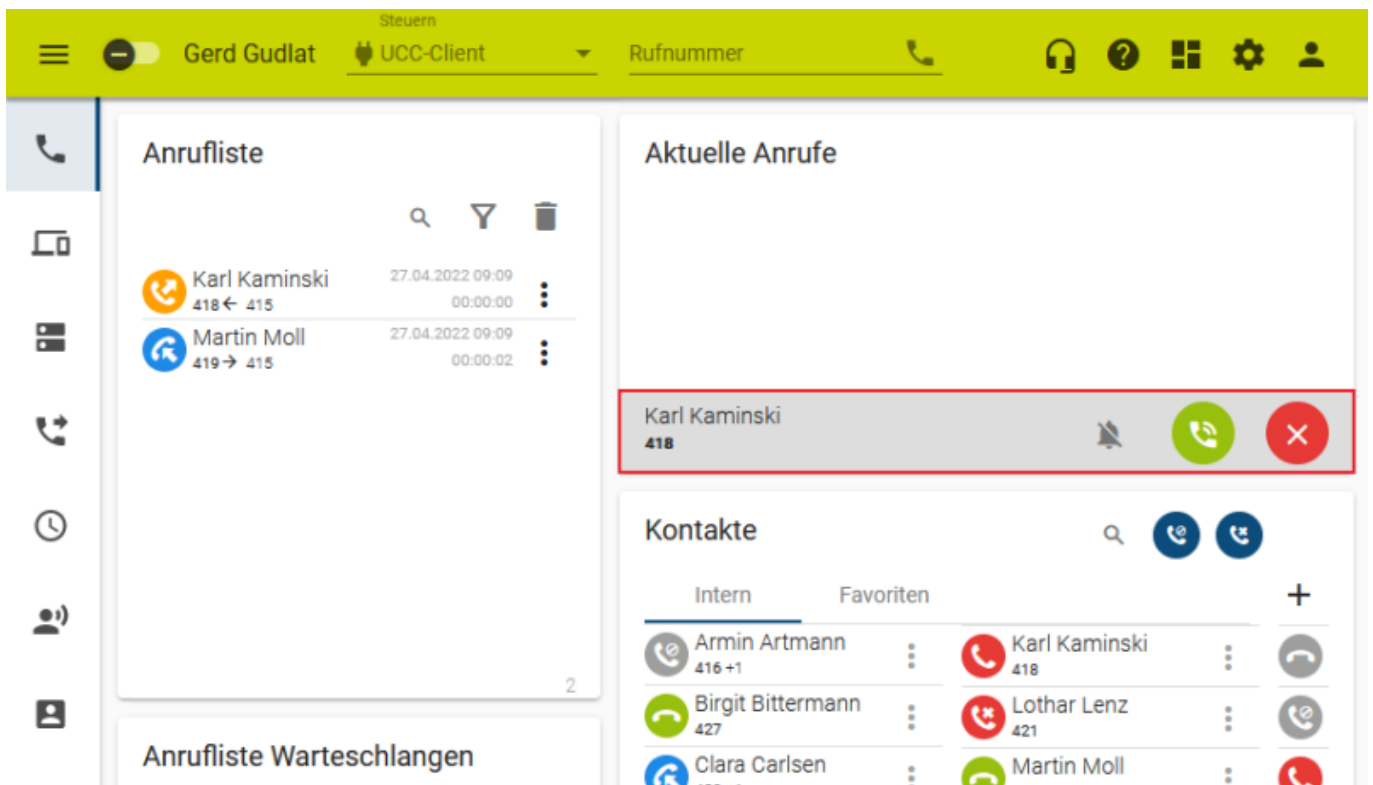 Steuern
Gerd Gudlat
UCC-Client
Rufnummer
Anrufliste
Karl Kaminski
27.04.2022 09:09
418 ← 415
00:00:00
Martin Moll
27.04.2022 09:09
419 → 415
00:00:02
2
Anrufliste Warteschlangen
Aktuelle Anrufe
Karl Kaminski
418
Kontakte
Intern
Favoriten
Armin Artmann
416 +1
Karl Kaminski
418
Birgit Bittermann
427
Lothar Lenz
421
Clara Carlsen
Martin Moll